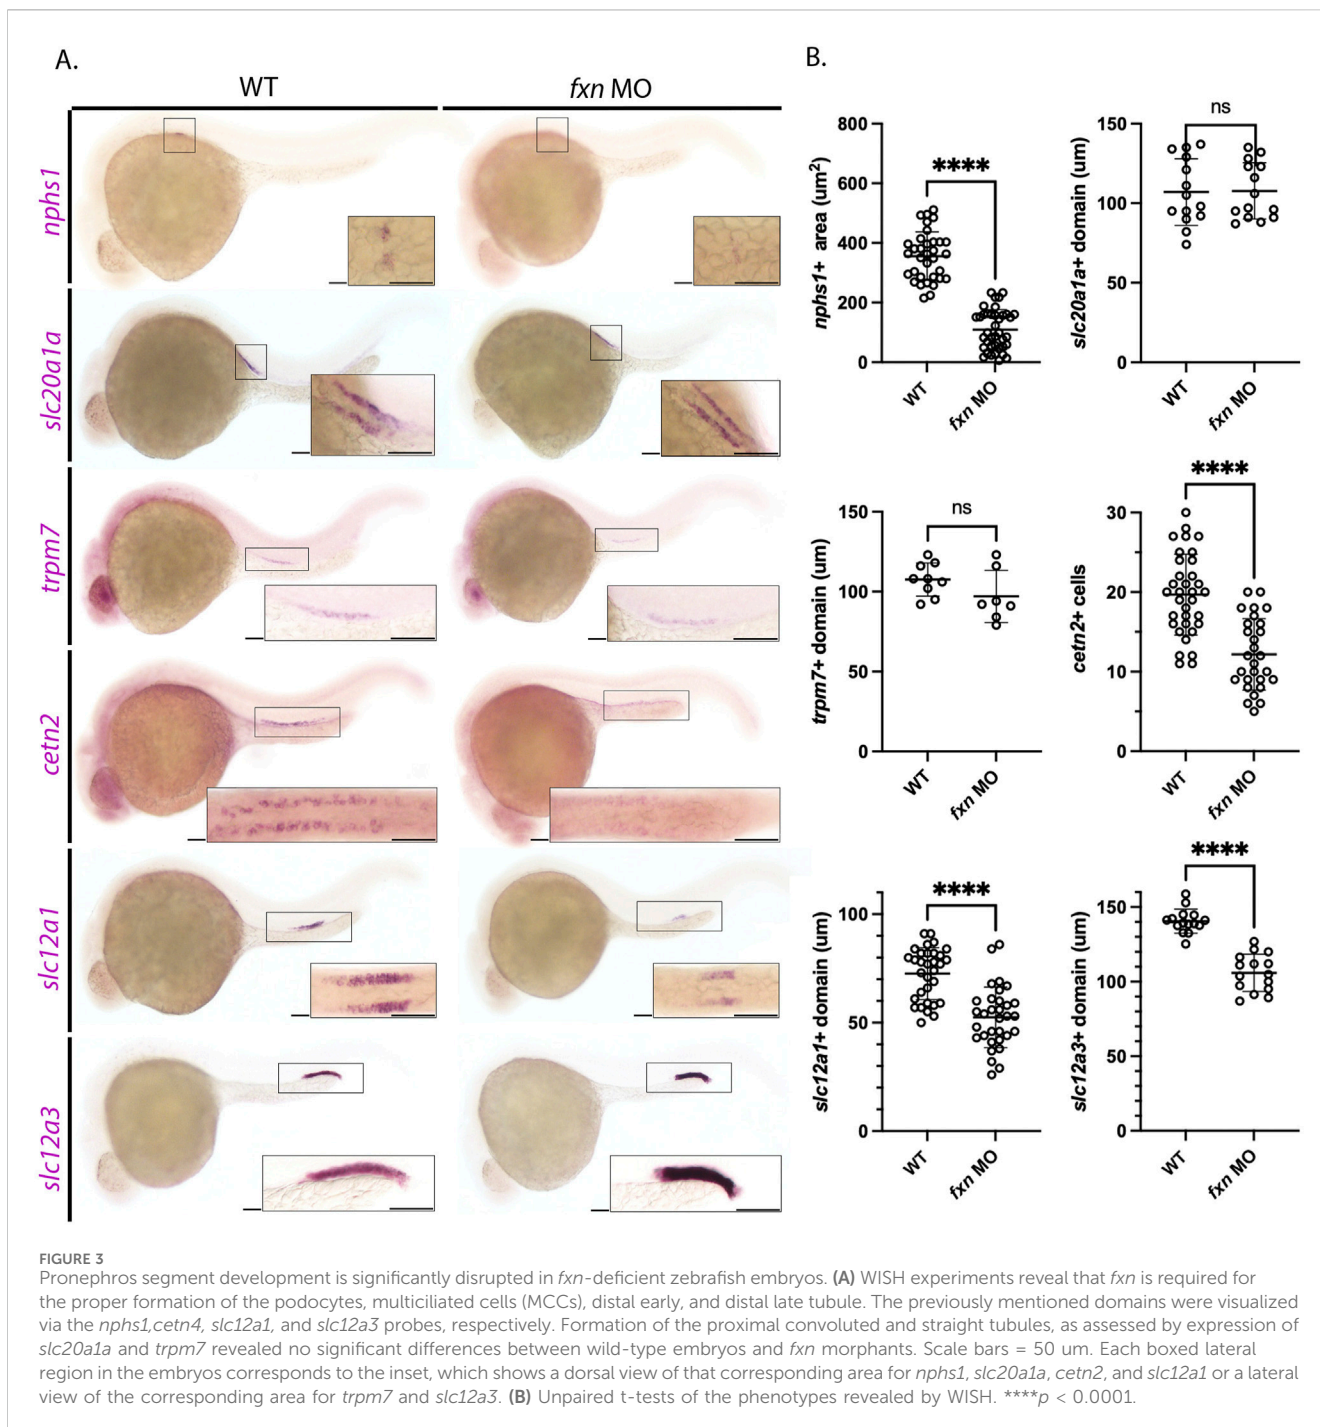 A.
WT
fxn MO
nphs1
slc20a1a
trpm7
cetn2
slc12a1
slc12a3
B.
800
600
400
200
0
nphs1+ area (um²)
****
WT
fxn MO
150
100
50
0
slc20a1a+ domain (um)
ns
WT
fxn MO
150
100
50
0
trpm7+ domain (um)
ns
WT
fxn MO
30
20
10
0
cetn2+ cells
****
WT
fxn MO
100
50
0
slc12a1+ domain (um)
****
WT
fxn MO
150
100
50
0
slc12a3+ domain (um)
****
WT
fxn MO
FIGURE 3
Pronephros segment development is significantly disrupted in fxn-deficient zebrafish embryos. (A) WISH experiments reveal that fxn is required for
the proper formation of the podocytes, multiciliated cells (MCCs), distal early, and distal late tubule. The previously mentioned domains were visualized
via the nphs1,cetn4, slc12a1, and slc12a3 probes, respectively. Formation of the proximal convoluted and straight tubules, as assessed by expression of
slc20a1a and trpm7 revealed no significant differences between wild-type embryos and fxn morphants. Scale bars = 50 um. Each boxed lateral
region in the embryos corresponds to the inset, which shows a dorsal view of that corresponding area for nphs1, slc20a1a, cetn2, and slc12a1 or a lateral
view of the corresponding area for trpm7 and slc12a3. (B) Unpaired t-tests of the phenotypes revealed by WISH. ****p < 0.0001.